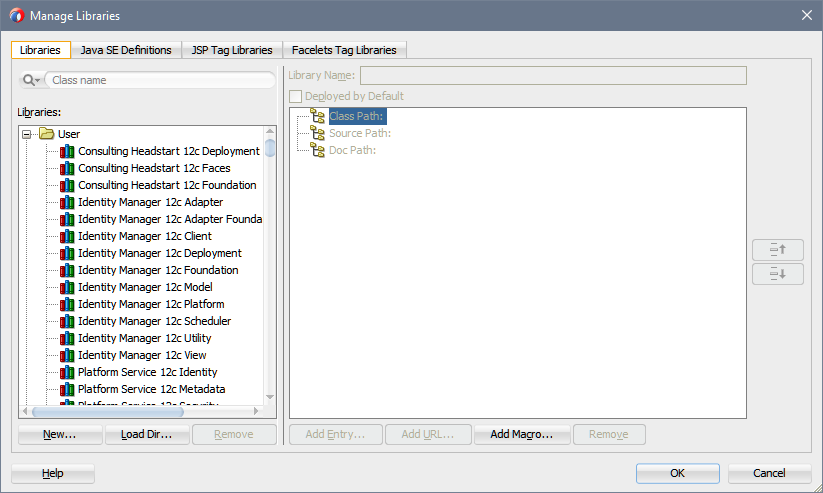 Manage Libraries
Libraries
Java SE Definitions
JSP Tag Libraries
Facelets Tag Libraries
Class name
Libraries:
User
Consulting Headstart 12c Deployment
Consulting Headstart 12c Faces
Consulting Headstart 12c Foundation
Identity Manager 12c Adapter
Identity Manager 12c Adapter Founda
Identity Manager 12c Client
Identity Manager 12c Deployment
Identity Manager 12c Foundation
Identity Manager 12c Model
Identity Manager 12c Platform
Identity Manager 12c Scheduler
Identity Manager 12c Utility
Identity Manager 12c View
Platform Service 12c Identity
Platform Service 12c Metadata
Platform Service 12c Security
New...
Load Dir...
Remove
Library Name:
Deployed by Default
Class Path:
Source Path:
Doc Path:
Add Entry...
Add URL...
Add Macro...
Remove
Help
OK
Cancel